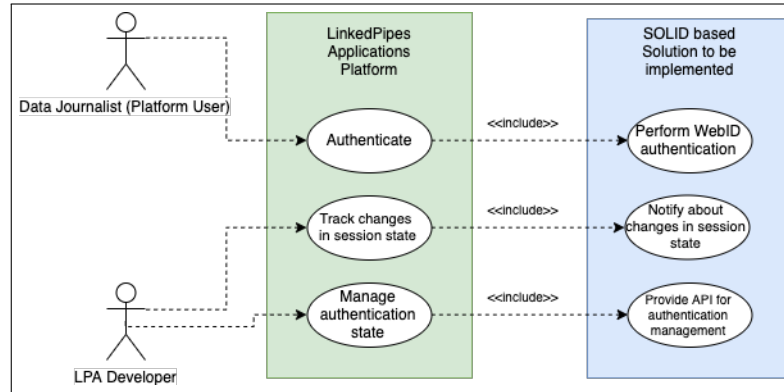 LinkedPipes
Applications
Platform
SOLID based
Solution to be
implemented
Data Journalist (Platform User)
Authenticate
<<include>>
Perform WebID
authentication
Track changes
in session state
<<include>>
Notify about
changes in session
state
Manage
authentication
state
<<include>>
Provide API for
authentication
management
LPA Developer